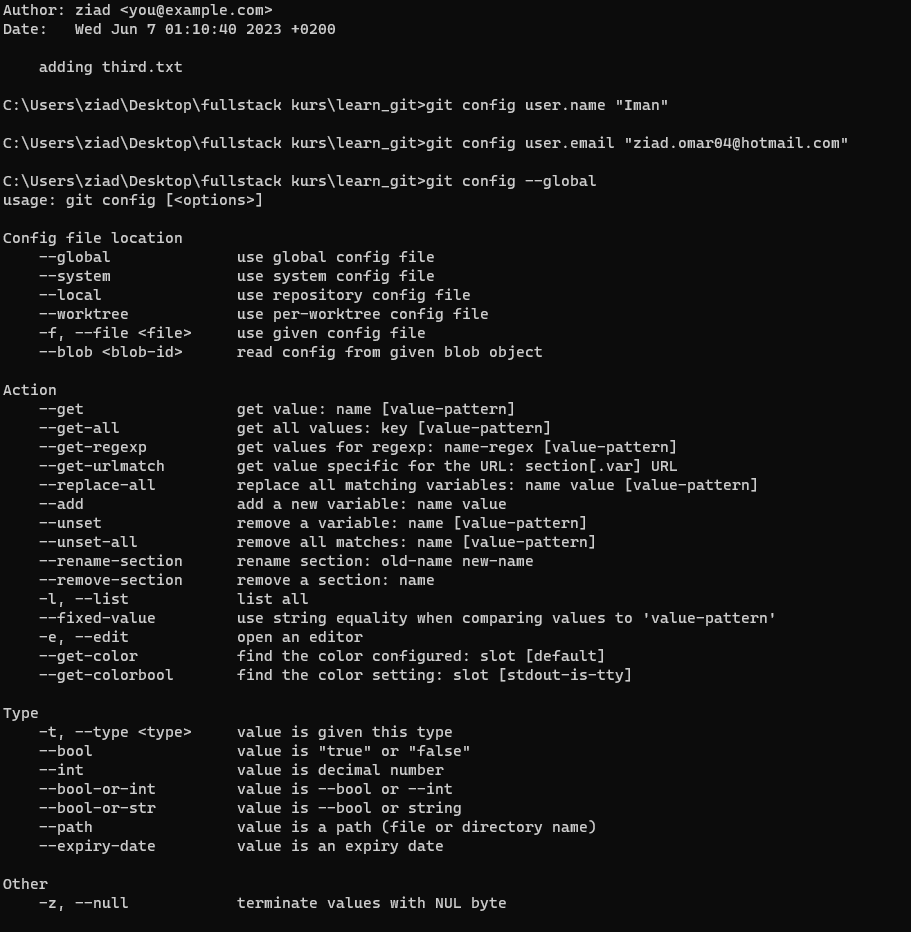 Author: ziad <you@example.com>
Date:   Wed Jun 7 01:10:40 2023 +0200
    adding third.txt
C:\Users\ziad\Desktop\fullstack kurs\learn_git>git config user.name "Iman"
C:\Users\ziad\Desktop\fullstack kurs\learn_git>git config user.email "ziad.omar04@hotmail.com"
C:\Users\ziad\Desktop\fullstack kurs\learn_git>git config --global
usage: git config [<options>]
Config file location
    --global              use global config file
    --system              use system config file
    --local               use repository config file
    --worktree            use per-worktree config file
    -f, --file <file>     use given config file
    --blob <blob-id>      read config from given blob object
Action
    --get                 get value: name [value-pattern]
    --get-all             get all values: key [value-pattern]
    --get-regexp          get values for regexp: name-regex [value-pattern]
    --get-urlmatch        get value specific for the URL: section[.var] URL
    --replace-all         replace all matching variables: name value [value-pattern]
    --add                 add a new variable: name value
    --unset               remove a variable: name [value-pattern]
    --unset-all           remove all matches: name [value-pattern]
    --rename-section      rename section: old-name new-name
    --remove-section      remove a section: name
    -l, --list            list all
    --fixed-value         use string equality when comparing values to 'value-pattern'
    -e, --edit            open an editor
    --get-color           find the color configured: slot [default]
    --get-colorbool       find the color setting: slot [stdout-is-tty]
Type
    -t, --type <type>     value is given this type
    --bool                value is "true" or "false"
    --int                 value is decimal number
    --bool-or-int         value is --bool or --int
    --bool-or-str         value is --bool or string
    --path                value is a path (file or directory name)
    --expiry-date         value is an expiry date
Other
    -z, --null            terminate values with NUL byte